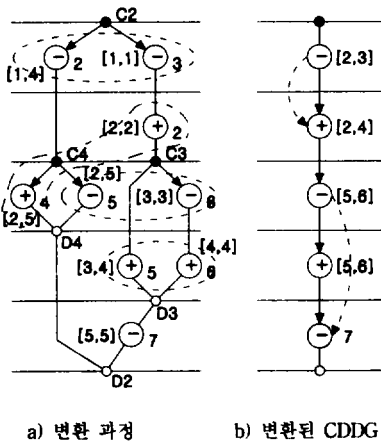 C2
− 2 [1,1] − 3
[1,4]
− [2,3]
[2,2] + 2
+ [2,4]
C4 C3
[2,5]
+ 4 − 5 [3,3] − 6
[2,5]
− [5,6]
D4
[4,4]
[3,4] + 5 + 6
+ [5,6]
D3
[5,5] − 7
− 7
D2
a) 변환 과정 b) 변환된 CDDG